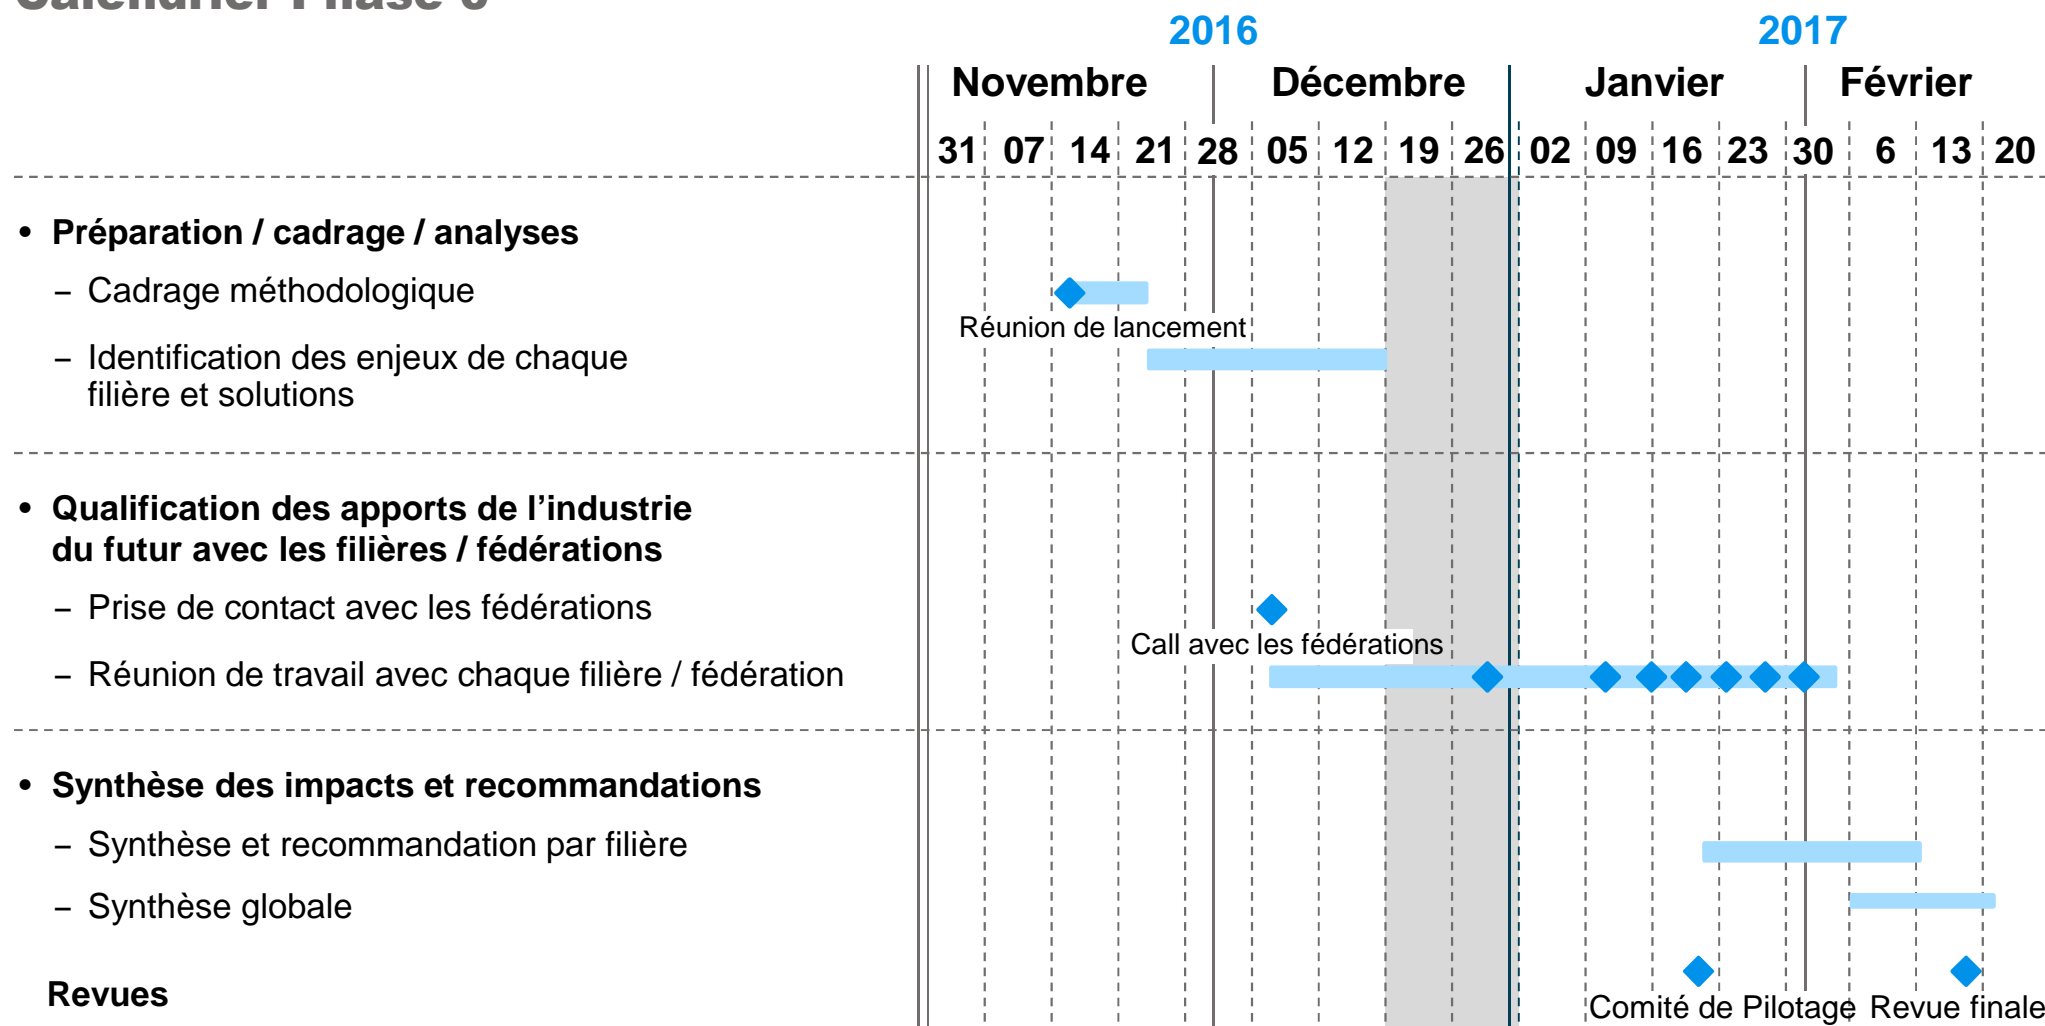 2016 2017
Novembre Décembre Janvier Février
31 07 14 21 28 05 12 19 26 02 09 16 23 30 6 13 20
• Préparation / cadrage / analyses
– Cadrage méthodologique
Réunion de lancement
– Identification des enjeux de chaque
filière et solutions
• Qualification des apports de l’industrie
du futur avec les filières / fédérations
– Prise de contact avec les fédérations
Call avec les fédérations
– Réunion de travail avec chaque filière / fédération
• Synthèse des impacts et recommandations
– Synthèse et recommandation par filière
– Synthèse globale
Revues
Comité de Pilotage Revue finale